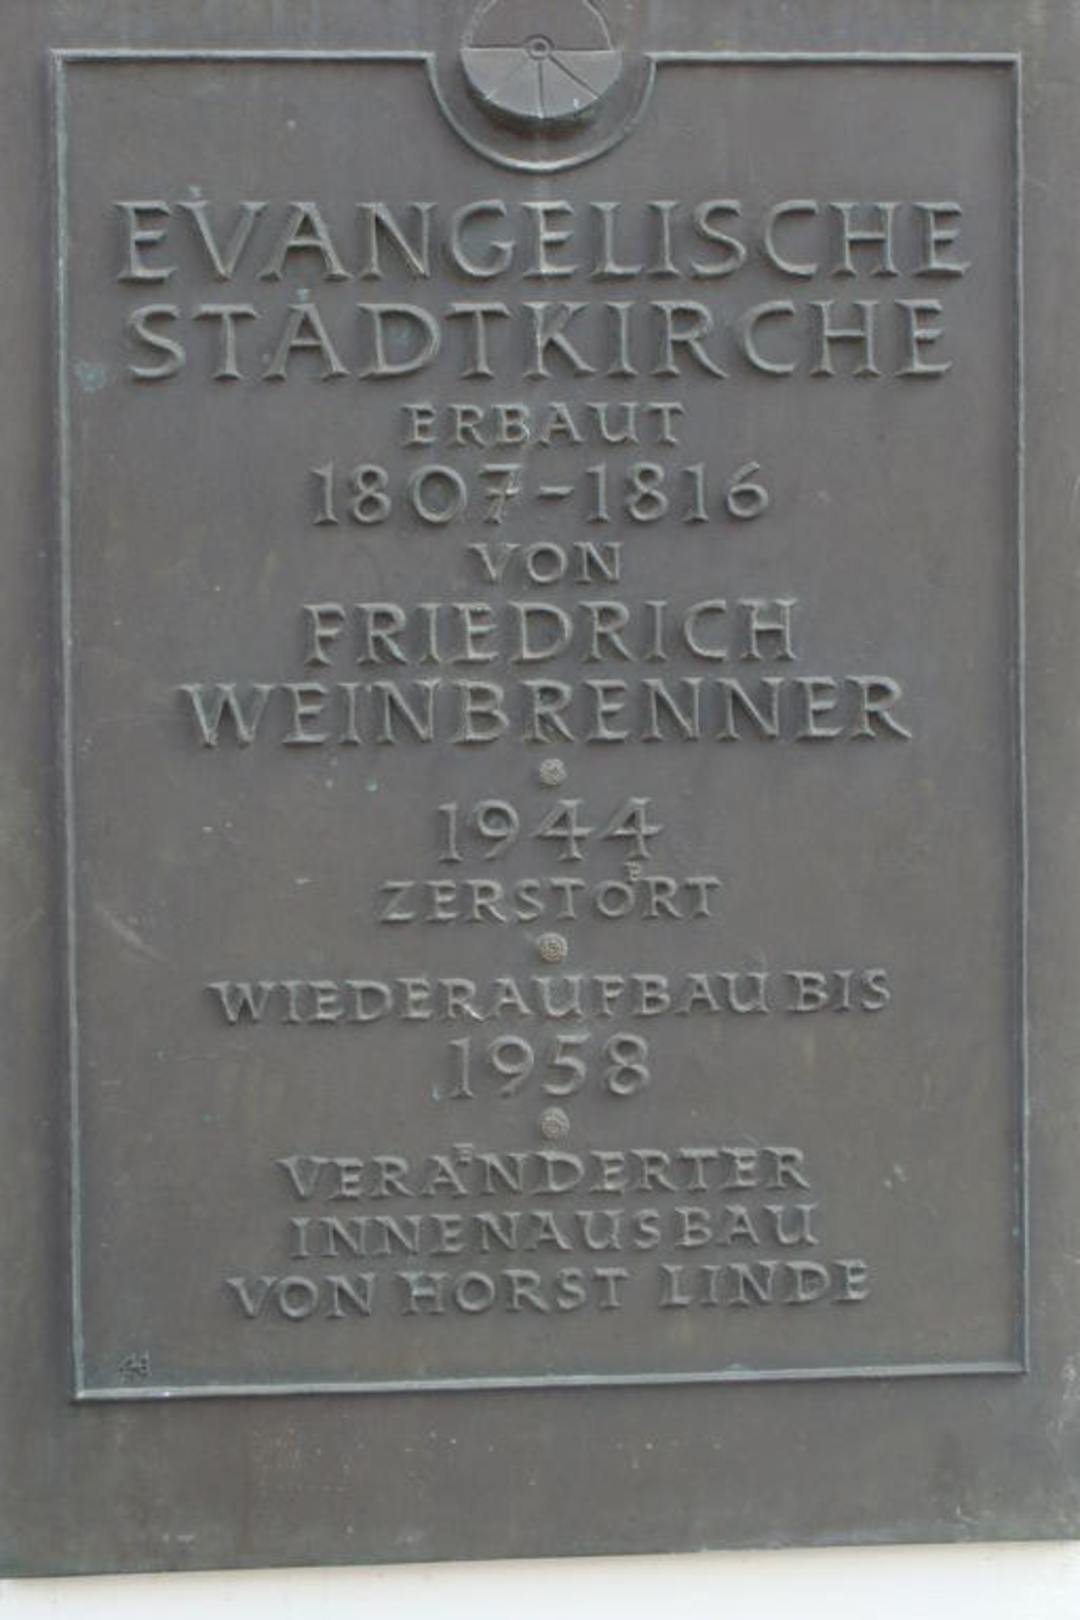 EVANGELISCHE
STADTKIRCHE
ERBAUT
1807-1816
VON
FRIEDRICH
WEINBRENNER
1944
ZERSTÖRT
WIEDERAUFBAU BIS
1958
VERÄNDERTER
INNENAUSBAU
VON HORST LINDE